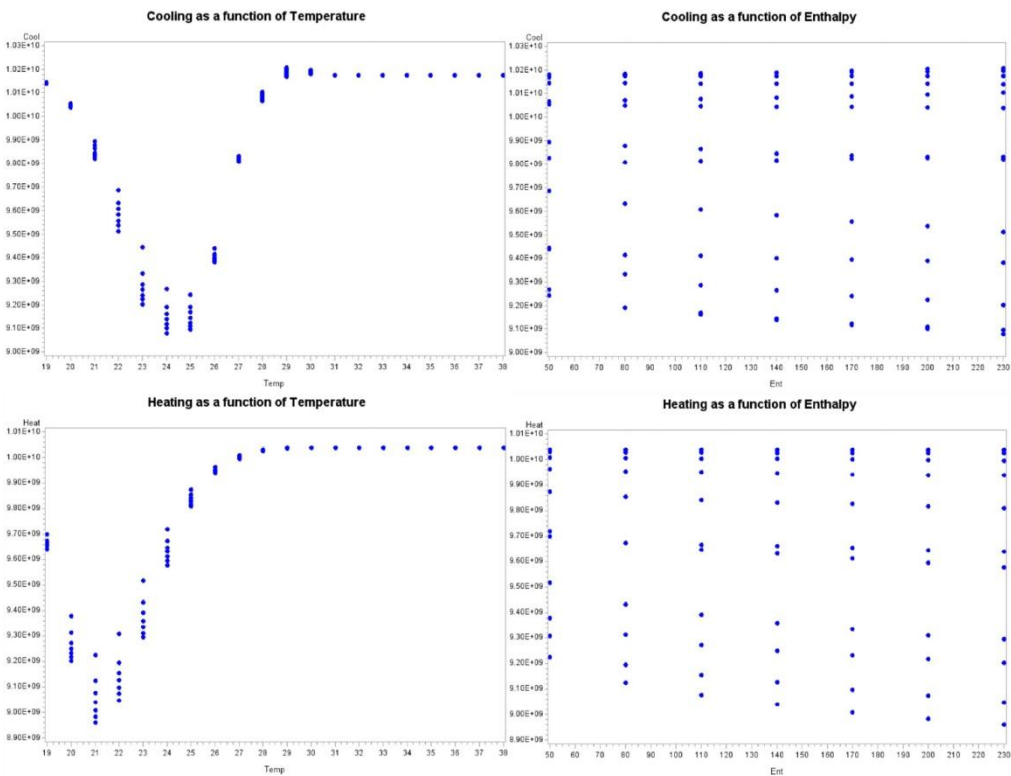 Cooling as a function of Temperature
Cool
1.03E+10
1.02E+10
1.01E+10
1.00E+10
9.90E+09
9.80E+09
9.70E+09
9.60E+09
9.50E+09
9.40E+09
9.30E+09
9.20E+09
9.10E+09
9.00E+09
19 20 21 22 23 24 25 26 27 28 29 30 31 32 33 34 35 36 37 38
Temp
Cooling as a function of Enthalpy
Cool
1.03E+10
1.02E+10
1.01E+10
1.00E+10
9.90E+09
9.80E+09
9.70E+09
9.60E+09
9.50E+09
9.40E+09
9.30E+09
9.20E+09
9.10E+09
9.00E+09
50 60 70 80 90 100 110 120 130 140 150 160 170 180 190 200 210 220 230
Ent
Heating as a function of Temperature
Heat
1.01E+10
1.00E+10
9.90E+09
9.80E+09
9.70E+09
9.60E+09
9.50E+09
9.40E+09
9.30E+09
9.20E+09
9.10E+09
9.00E+09
8.90E+09
19 20 21 22 23 24 25 26 27 28 29 30 31 32 33 34 35 36 37 38
Temp
Heating as a function of Enthalpy
Heat
1.01E+10
1.00E+10
9.90E+09
9.80E+09
9.70E+09
9.60E+09
9.50E+09
9.40E+09
9.30E+09
9.20E+09
9.10E+09
9.00E+09
8.90E+09
50 60 70 80 90 100 110 120 130 140 150 160 170 180 190 200 210 220 230
Ent